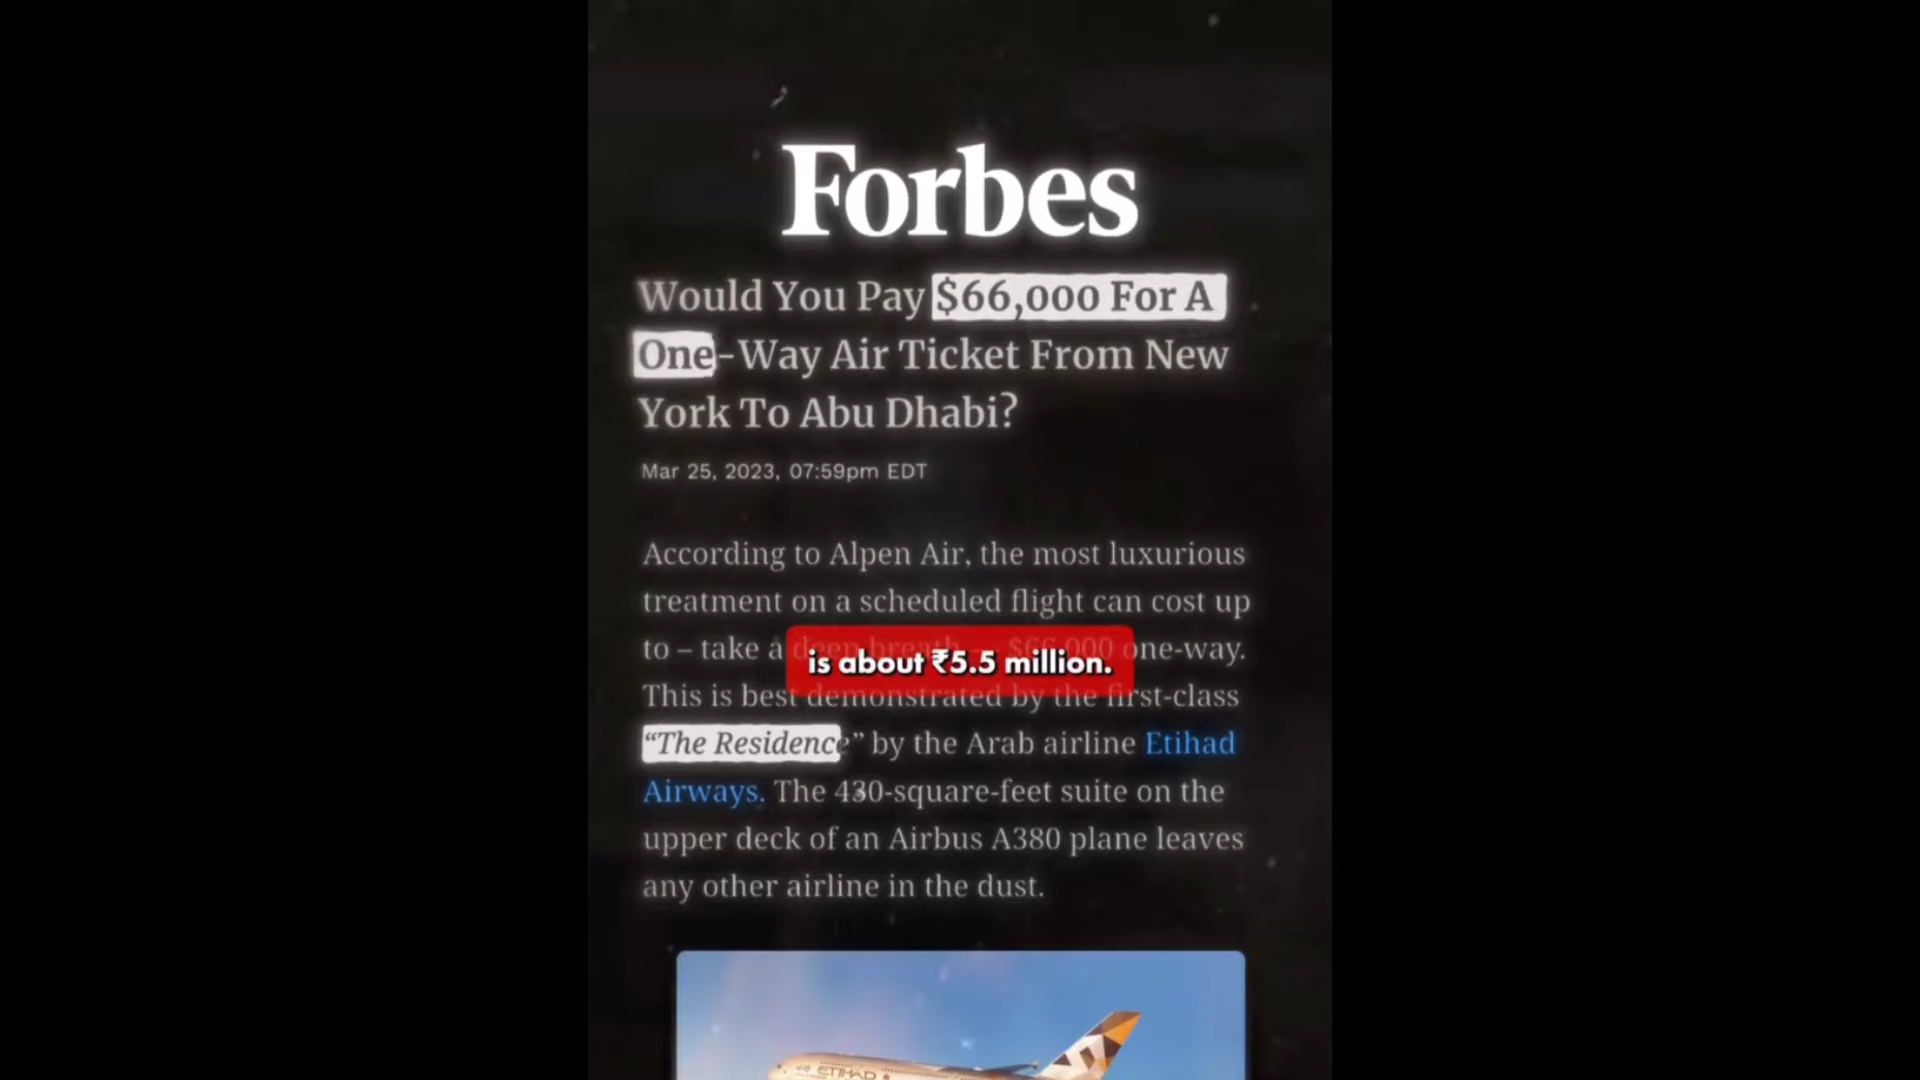 Forbes
Would You Pay $66,000 For A
One-Way Air Ticket From New
York To Abu Dhabi?
Mar 25, 2023, 07:59pm EDT
According to Alpen Air, the most luxurious
treatment on a scheduled flight can cost up
to – take a deep breath – $66,000 one-way.
is about ₹5.5 million.
This is best demonstrated by the first-class
“The Residence” by the Arab airline Etihad
Airways. The 430-square-feet suite on the
upper deck of an Airbus A380 plane leaves
any other airline in the dust.
ETIHAD